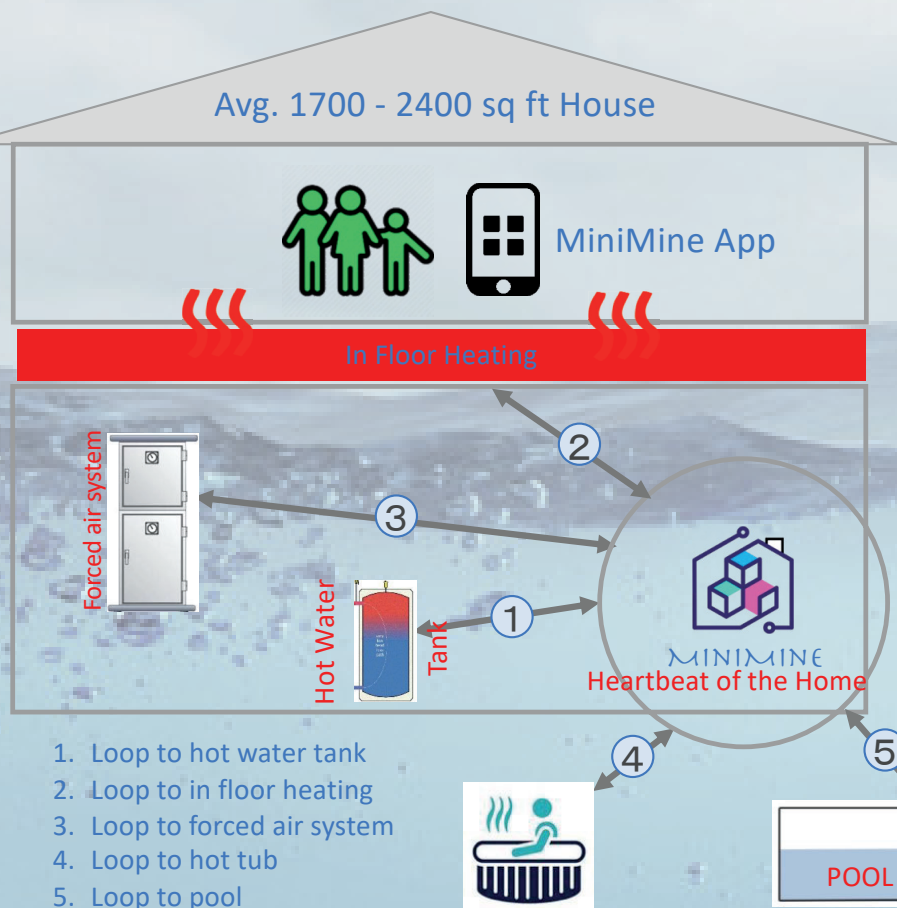 Avg. 1700 - 2400 sq ft House
MiniMine App
In Floor Heating
2
Forced air system
3
Hot Water
Tank
1
MINIMINE
Heartbeat of the Home
4
5
1. Loop to hot water tank
2. Loop to in floor heating
3. Loop to forced air system
4. Loop to hot tub
5. Loop to pool
POOL